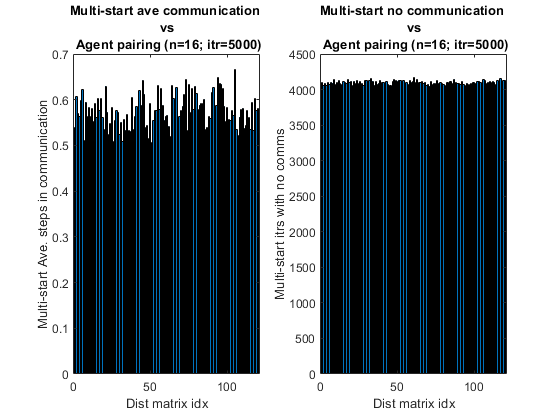 Multi-start ave communication
vs
Agent pairing (n=16; itr=5000)
Multi-start Ave. steps in communication
0.7
0.6
0.5
0.4
0.3
0.2
0.1
0
0
50
100
Dist matrix idx
Multi-start no communication
vs
Agent pairing (n=16; itr=5000)
Multi-start itrs with no comms
4500
4000
3500
3000
2500
2000
1500
1000
500
0
0
50
100
Dist matrix idx